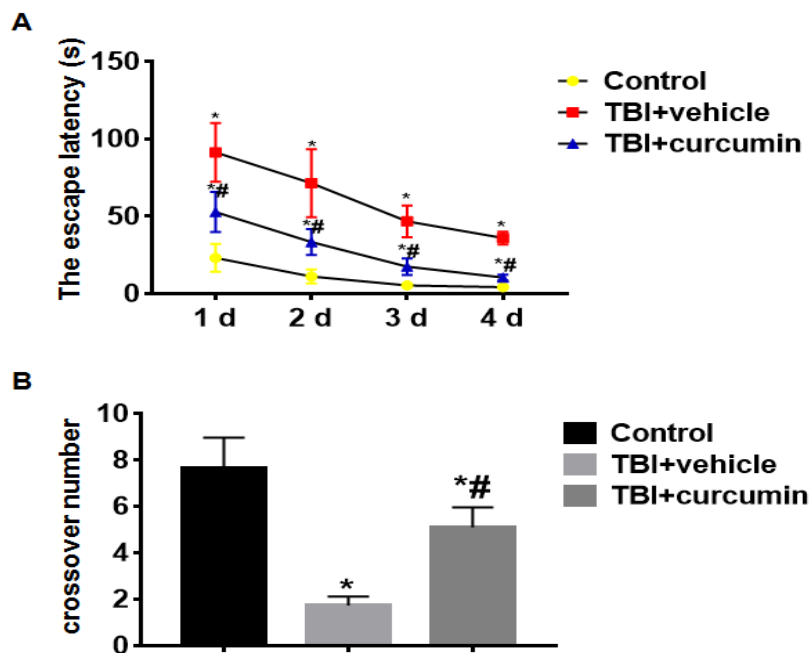 A
The escape latency (s)
150
100
50
0
1 d 2 d 3 d 4 d
Control
TBI+vehicle
TBI+curcumin
* * * *
*# *# *# *#
B
crossover number
10
8
6
4
2
0
* *#
Control
TBI+vehicle
TBI+curcumin